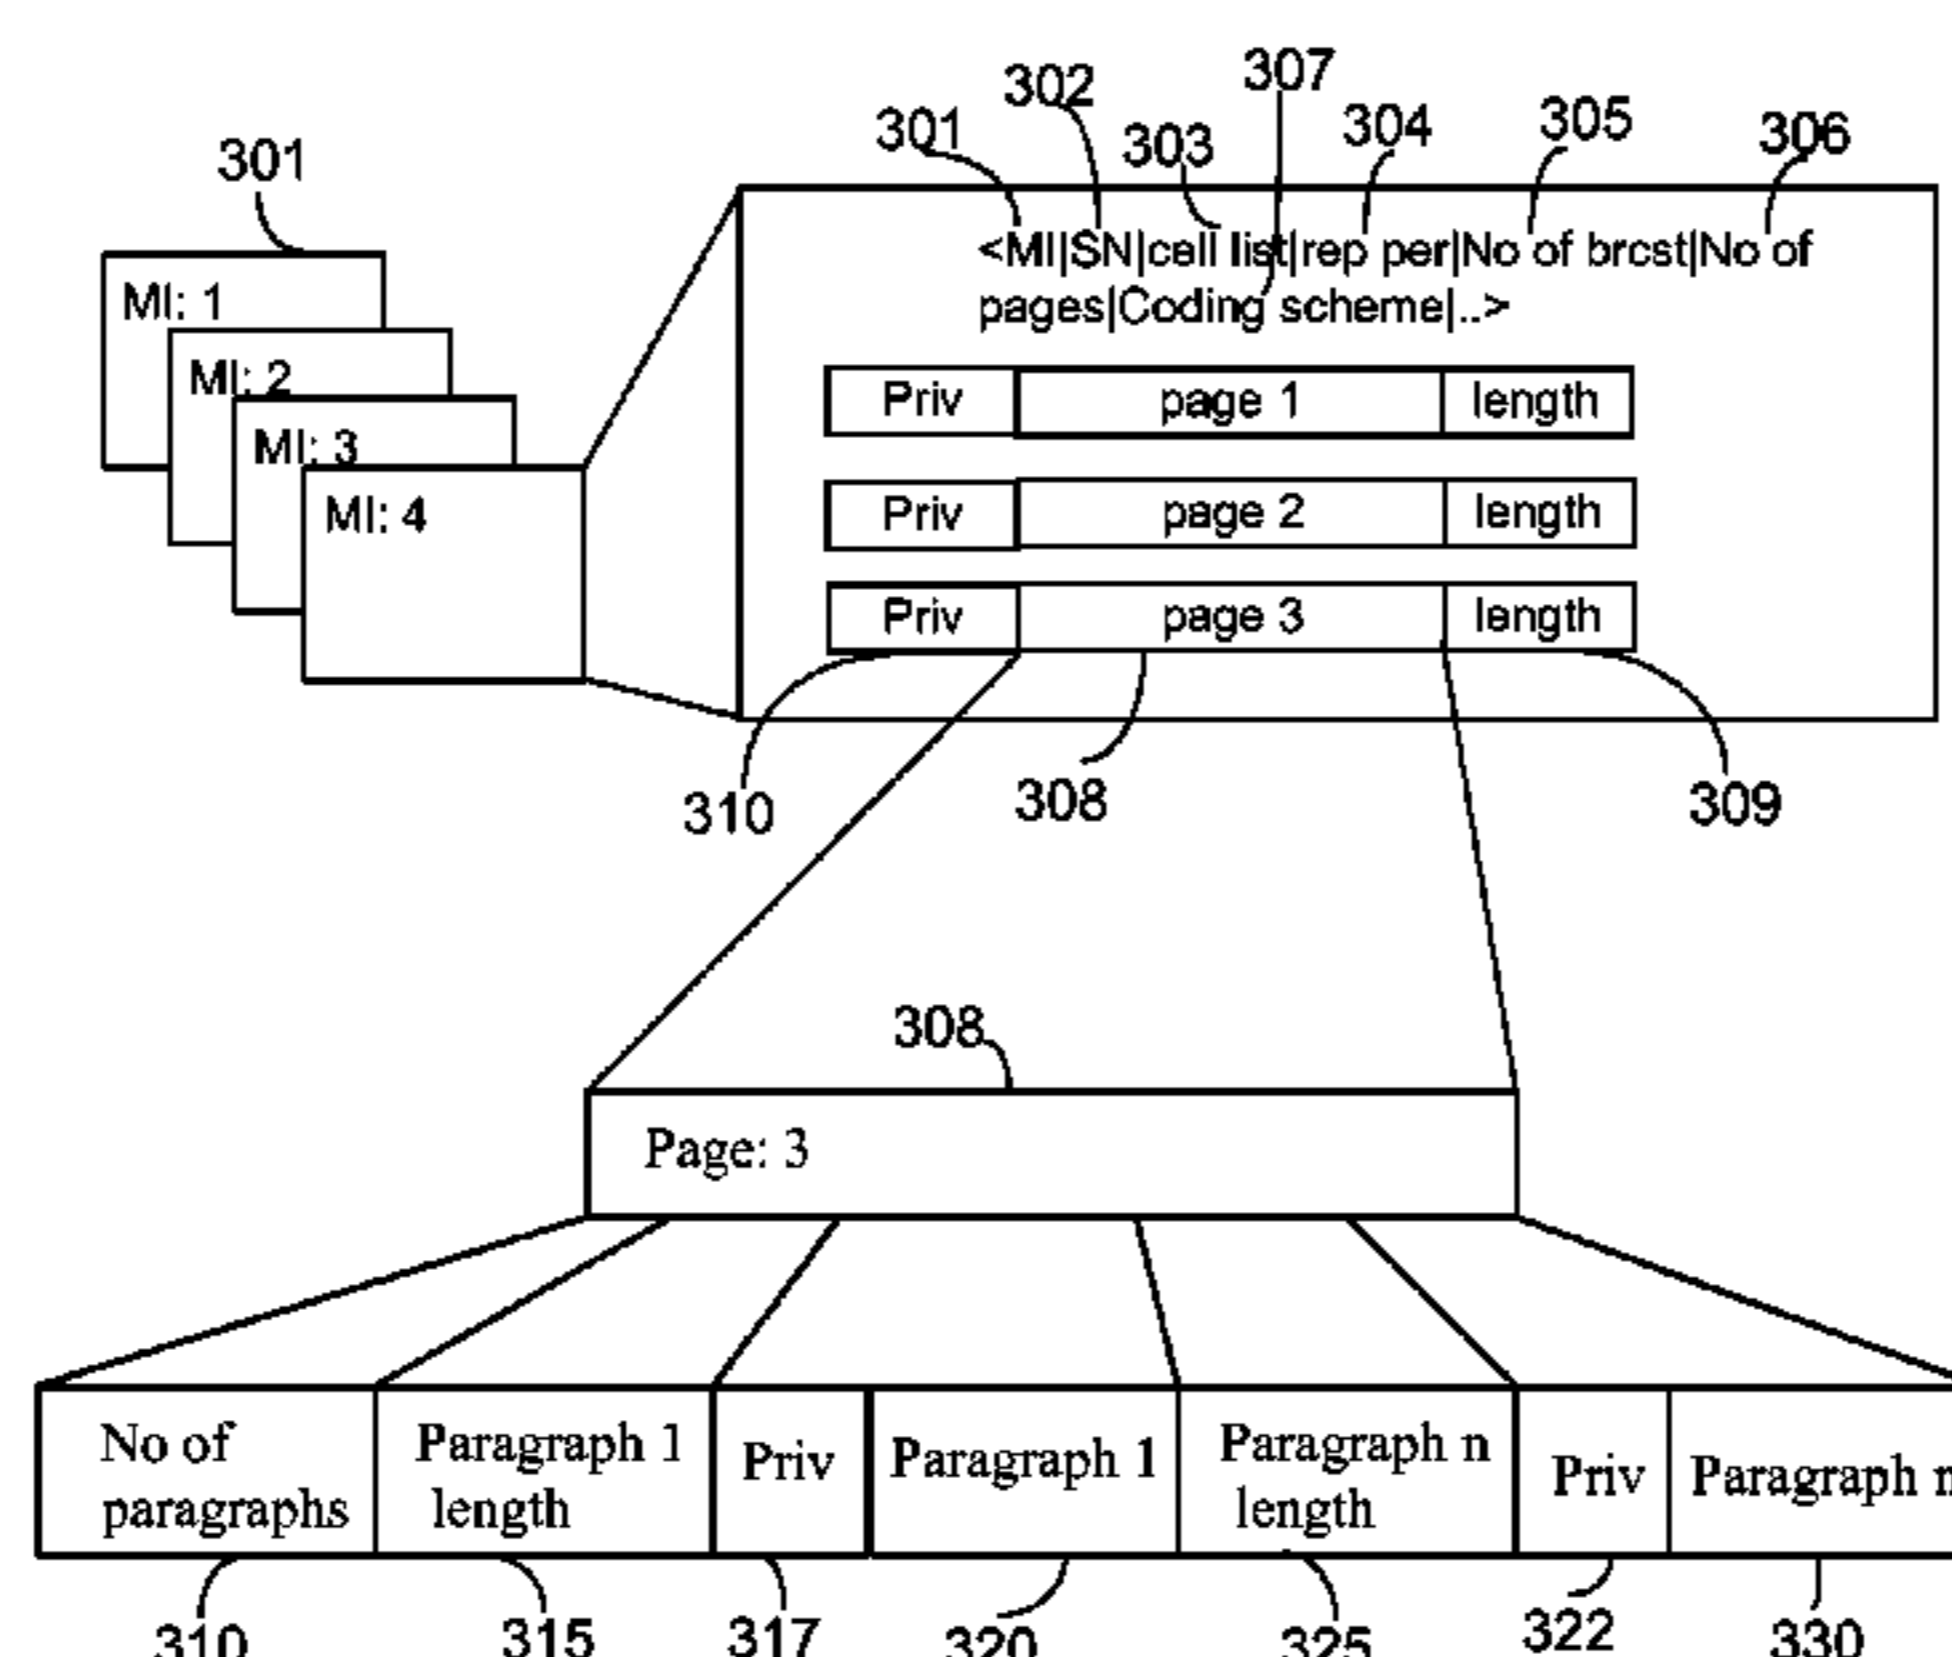 307
302
301
303
304
305
306
301
<MI|SN|cell list|rep per|No of brcst|No of
pages|Coding scheme|..>
MI: 1
MI: 2
MI: 3
MI: 4
Priv page 1 length
Priv page 2 length
Priv page 3 length
310
308
309
308
Page: 3
No of
paragraphs
Paragraph 1
length
Priv
Paragraph 1
Paragraph n
length
Priv
Paragraph n
310
315
317
320
325
322
330